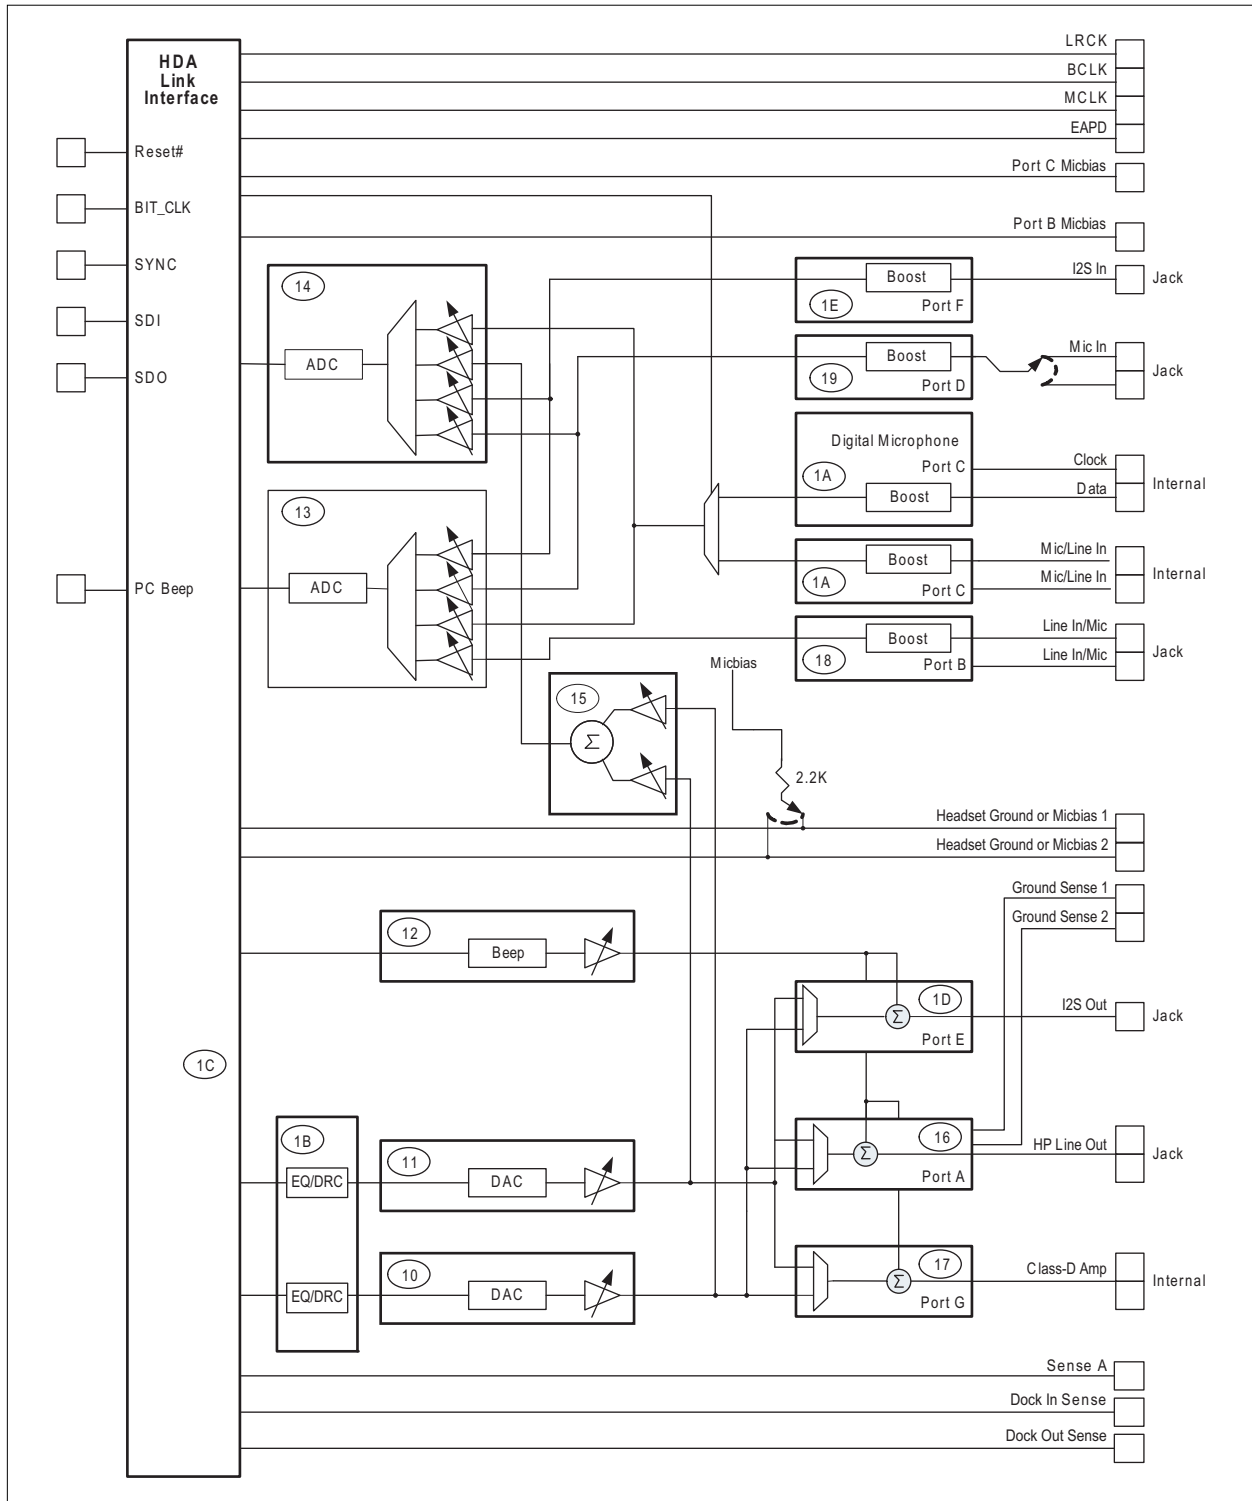 HDA
Link
Interface
Reset#
BIT_CLK
SYNC
SDI
SDO
PC Beep
1C
LRCK
BCLK
MCLK
EAPD
Port C Micbias
Port B Micbias
14
ADC
13
ADC
Boost
1E
Port F
I2S In
Jack
Boost
19
Port D
Mic In
Jack
Digital Microphone
Port C
1A
Boost
Clock
Data
Internal
Boost
1A
Port C
Mic/Line In
Mic/Line In
Internal
Boost
18
Port B
Line In/Mic
Line In/Mic
Jack
15
Σ
Micbias
2.2K
Headset Ground or Micbias 1
Headset Ground or Micbias 2
Ground Sense 1
Ground Sense 2
12
Beep
1D
Σ
Port E
I2S Out
Jack
1B
EQ/DRC
EQ/DRC
11
DAC
16
Σ
Port A
HP Line Out
Jack
10
DAC
17
Σ
Port G
Class-D Amp
Internal
Sense A
Dock In Sense
Dock Out Sense